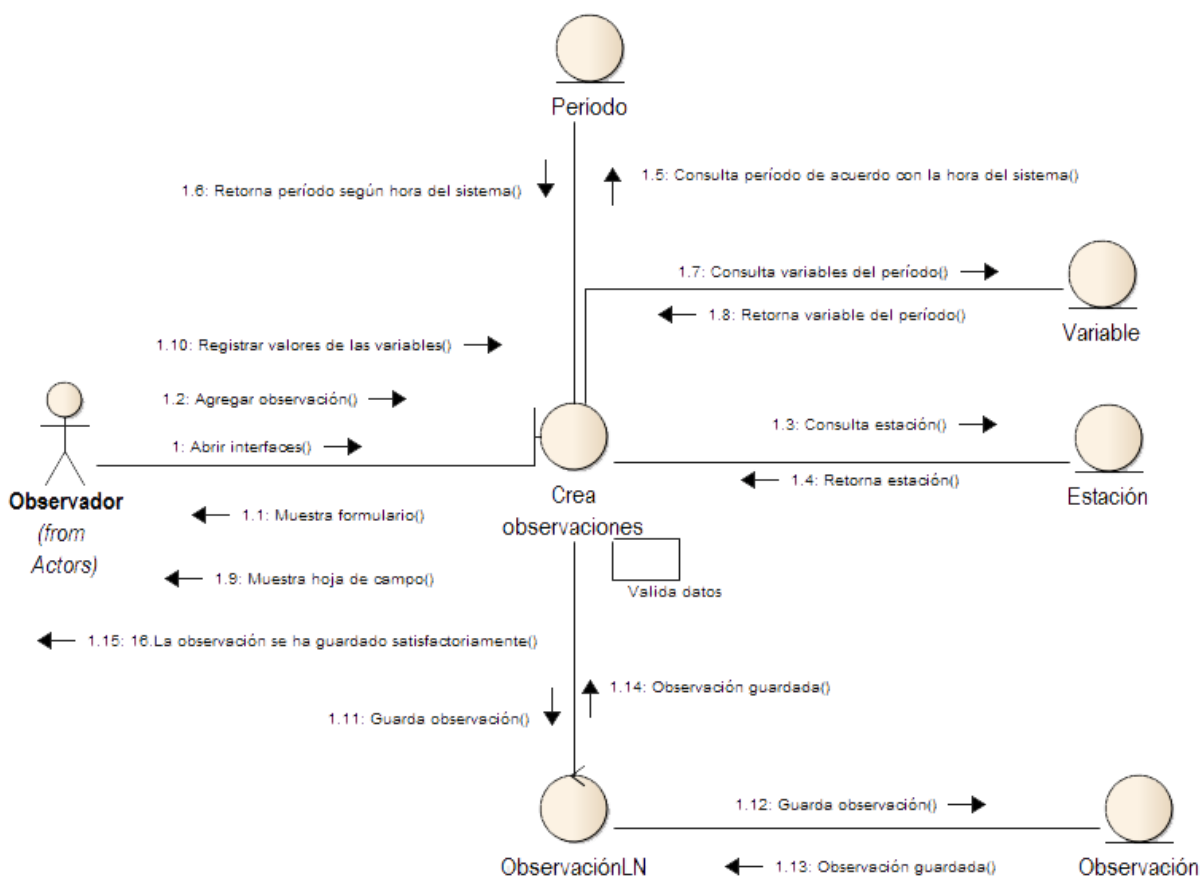 Periodo
1.6: Retorna período según hora del sistema()
1.5: Consulta período de acuerdo con la hora del sistema()
1.7: Consulta variables del período()
1.8: Retorna variable del período()
Variable
1.10: Registrar valores de las variables()
1.2: Agregar observación()
1: Abrir interfaces()
1.3: Consulta estación()
1.4: Retorna estación()
Estación
Observador
(from
Actors)
Crea
observaciones
1.1: Muestra formulario()
1.9: Muestra hoja de campo()
Valida datos
1.15: 16.La observación se ha guardado satisfactoriamente()
1.14: Observación guardada()
1.11: Guarda observación()
1.12: Guarda observación()
1.13: Observación guardada()
ObservaciónLN
Observación